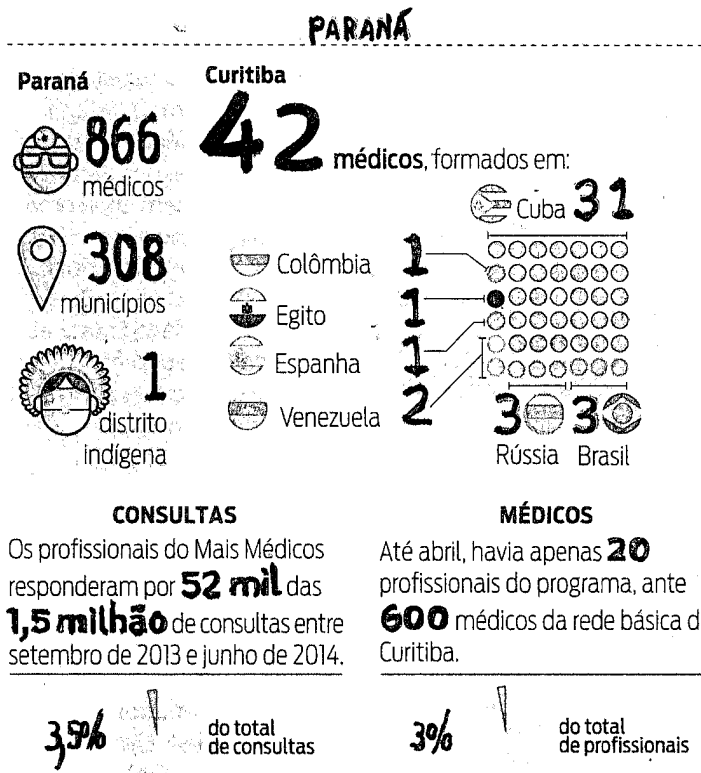 PARANÁ
Paraná
866
médicos
308
municípios
1
distrito
indígena
Curitiba
42 médicos, formados em:
Cuba 31
Colômbia 1
Egito 1
Espanha 1
Venezuela 2
3 3
Rússia Brasil
CONSULTAS
Os profissionais do Mais Médicos
responderam por 52 mil das
1,5 milhão de consultas entre
setembro de 2013 e junho de 2014.
3,5% do total
de consultas
MÉDICOS
Até abril, havia apenas 20
profissionais do programa, ante
600 médicos da rede básica d
Curitiba.
3% do total
de profissionais